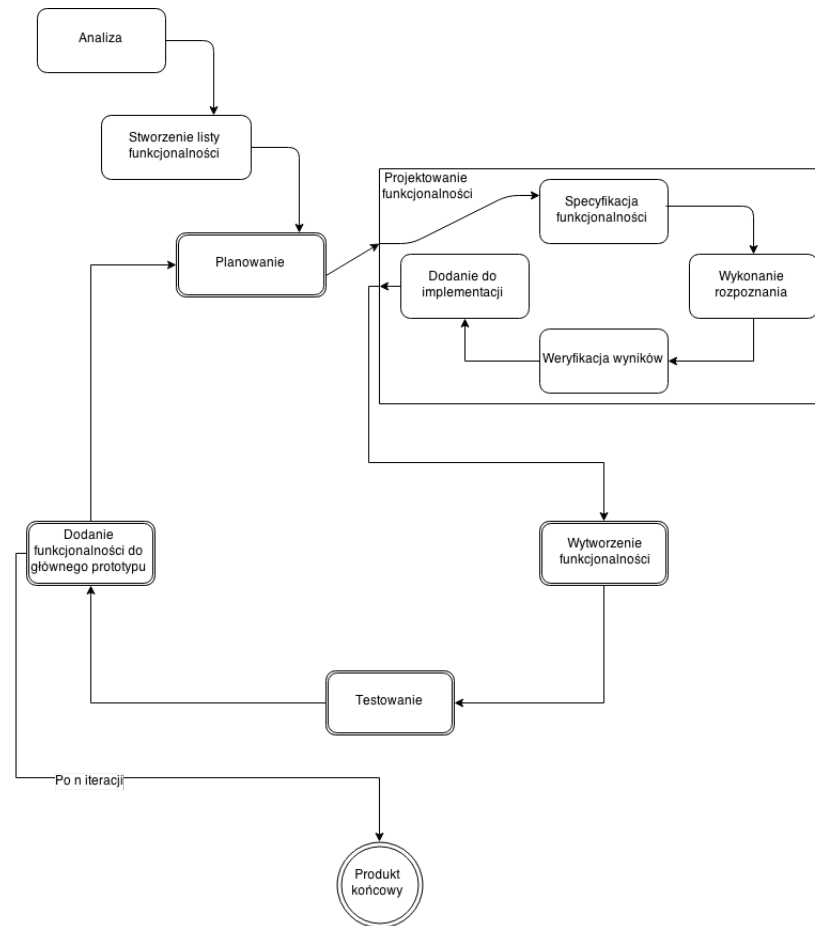 Analiza
Stworzenie listy
funkcjonalności
Projektowanie
funkcjonalności
Specyfikacja
funkcjonalności
Planowanie
Dodanie do
implementacji
Wykonanie
rozpoznania
Weryfikacja wyników
Dodanie
funkcjonalności do
głównego prototypu
Wytworzenie
funkcjonalności
Testowanie
Po n iteracji
Produkt
końcowy